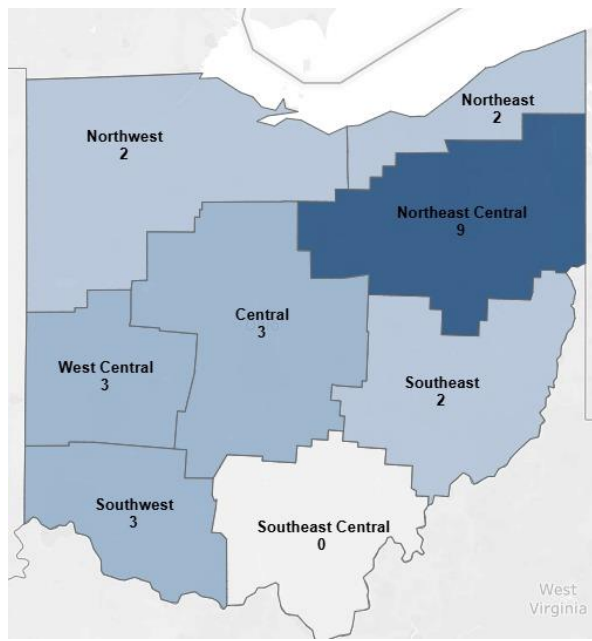 Northeast
2
Northwest
2
Northeast Central
9
Central
3
West Central
3
Southeast
2
Southwest
3
Southeast Central
0
West
Virginia